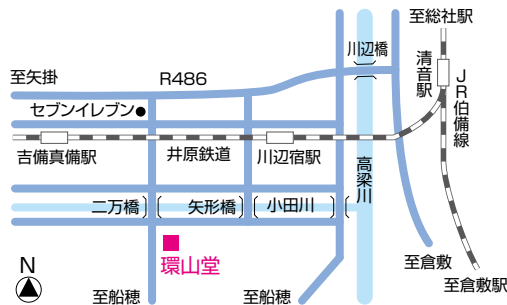 至総社駅
川辺橋
清音駅
JR伯備線
至矢掛
R486
セブンイレブン
吉備真備駅
井原鉄道
川辺宿駅
高梁川
二万橋
矢形橋
小田川
環山堂
N
至船穂
至船穂
至倉敷
至倉敷駅